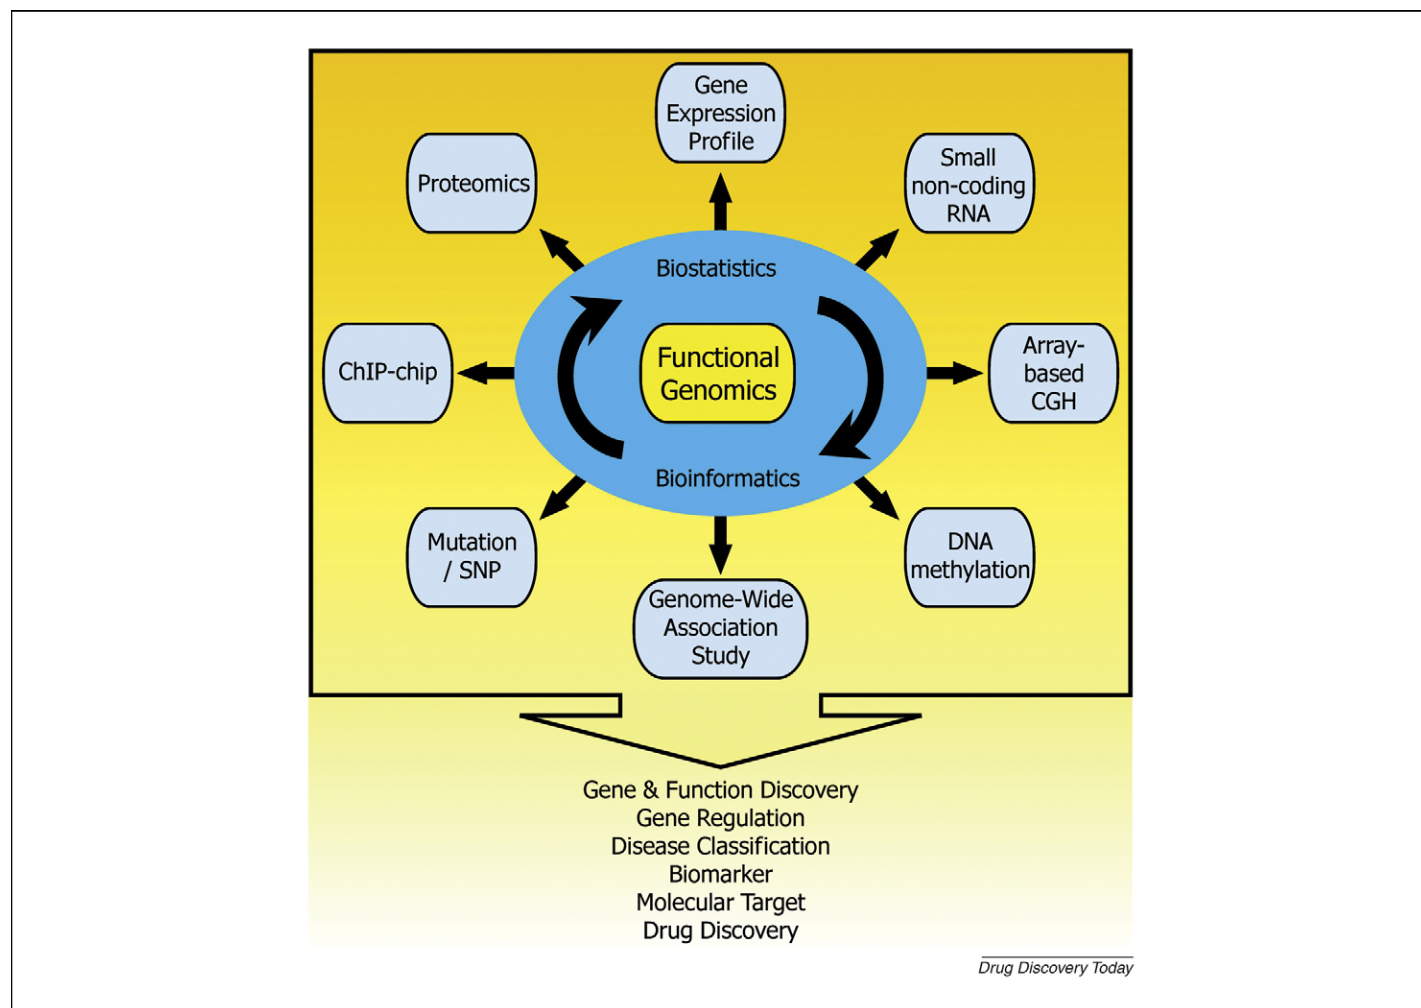 Gene
Expression
Profile
Proteomics
Small
non-coding
RNA
Biostatistics
ChIP-chip
Functional
Genomics
Array-
based
CGH
Bioinformatics
Mutation
/ SNP
DNA
methylation
Genome-Wide
Association
Study
Gene & Function Discovery
Gene Regulation
Disease Classification
Biomarker
Molecular Target
Drug Discovery
Drug Discovery Today